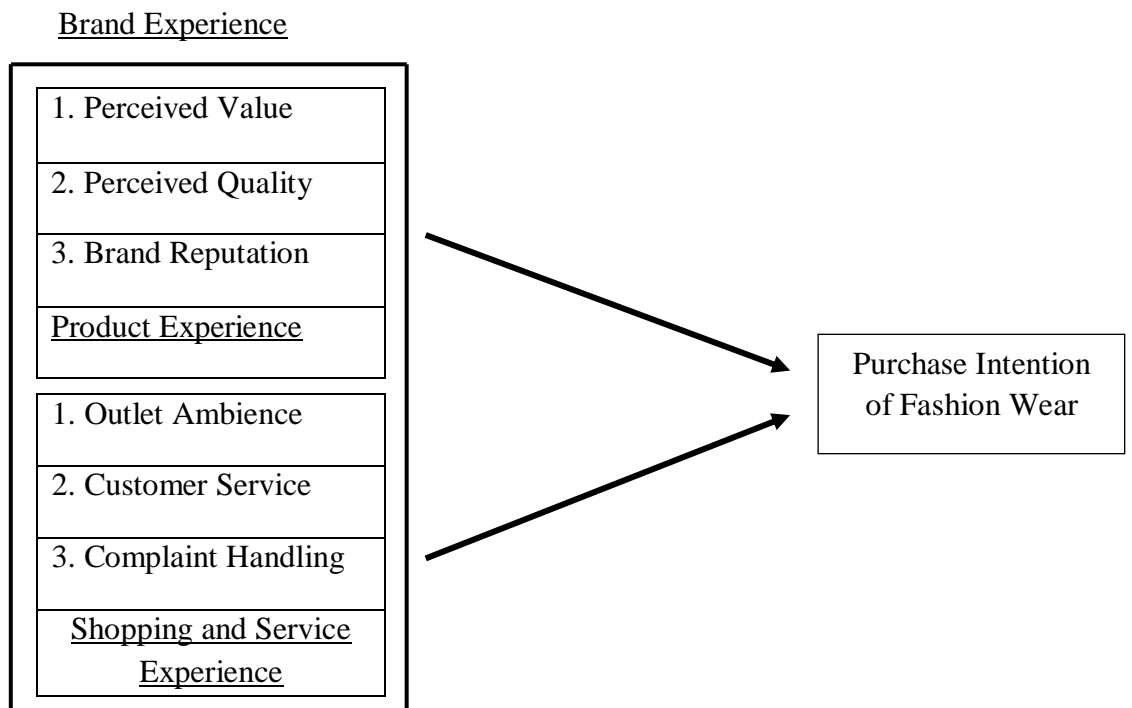 Brand Experience
1. Perceived Value
2. Perceived Quality
3. Brand Reputation
Product Experience
1. Outlet Ambience
2. Customer Service
3. Complaint Handling
Shopping and Service
Experience
Purchase Intention
of Fashion Wear